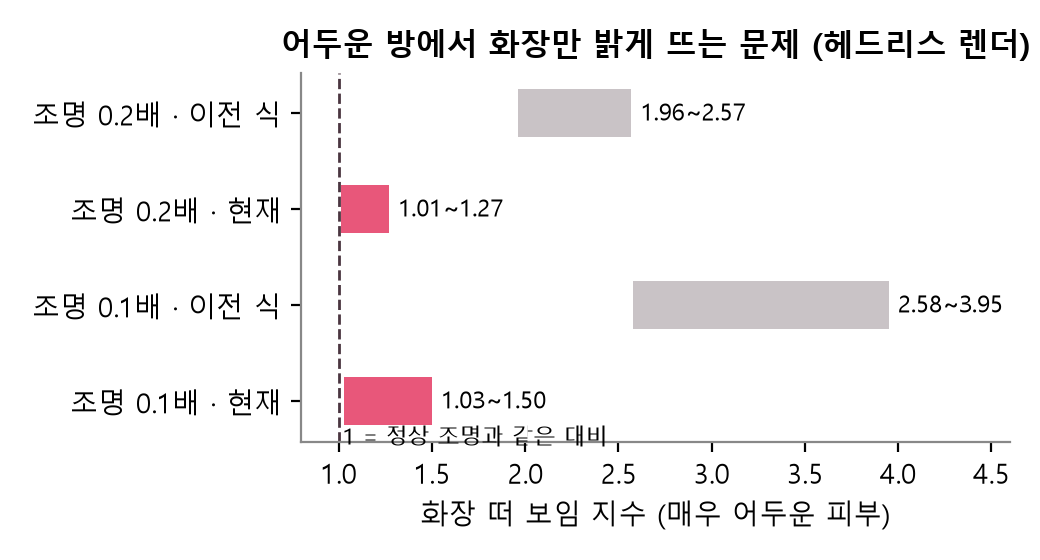 어두운 방에서 화장만 밝게 뜨는 문제 (헤드리스 렌더)
조명 0.2배 · 이전 식
1.96~2.57
조명 0.2배 · 현재
1.01~1.27
조명 0.1배 · 이전 식
2.58~3.95
조명 0.1배 · 현재
1.03~1.50
1 = 정상 조명과 같은 대비
1.0 1.5 2.0 2.5 3.0 3.5 4.0 4.5
화장 떠 보임 지수 (매우 어두운 피부)